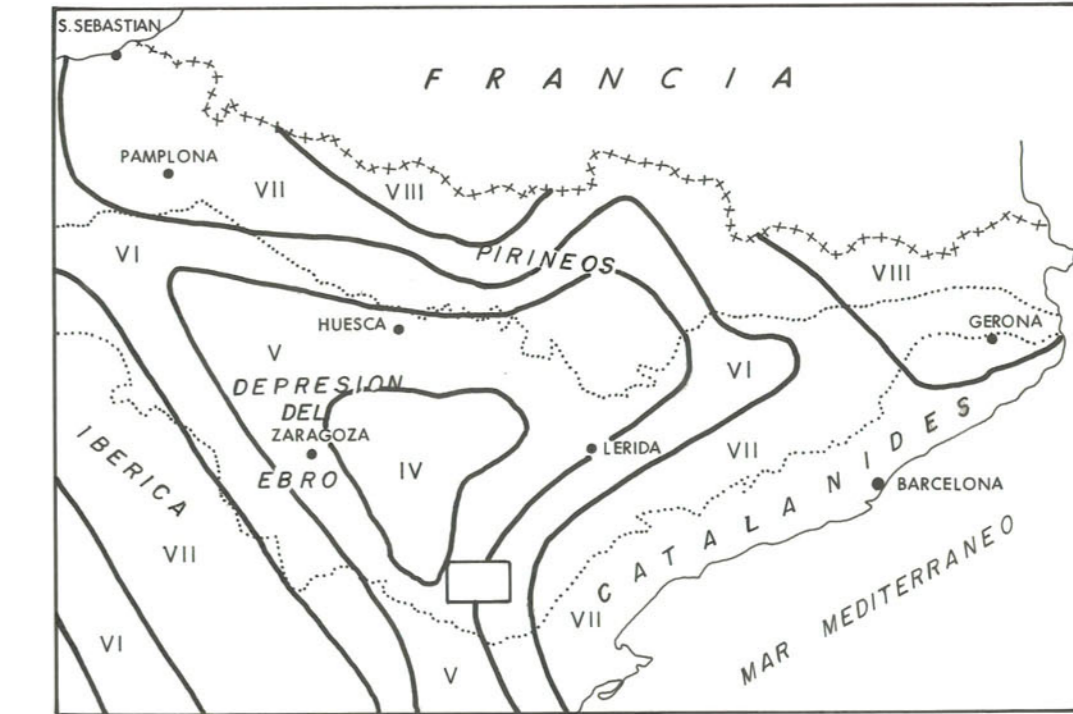 S. SEBASTIAN
FRANCIA
PAMPLONA
VII
VIII
VI
PIRINEOS
VIII
HUESCA
GERONA
V
VI
DEPRESION
DEL
ZARAGOZA
EBRO
IV
LERIDA
VII
IBERICA
BARCELONA
CATALANIDES
VII
VII
VI
V
MAR MEDITERRANEO